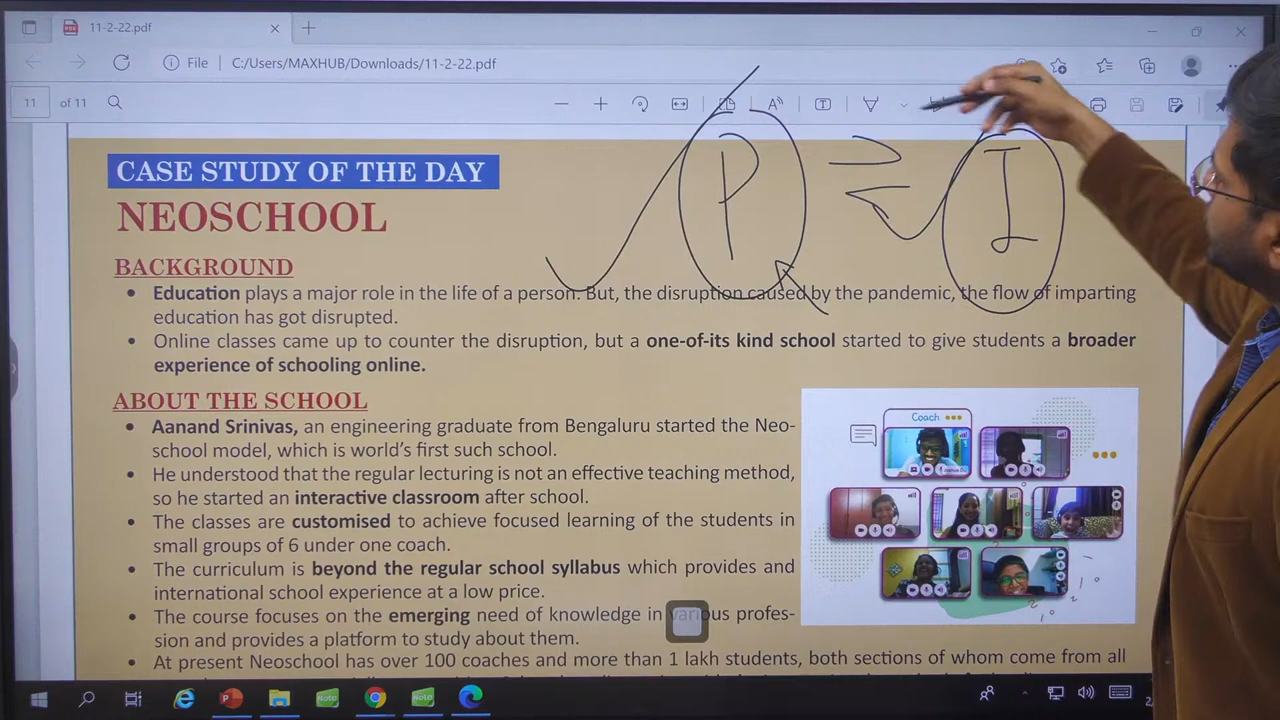 11-2-22.pdf
File C:/Users/MAXHUB/Downloads/11-2-22.pdf
11 of 11
P I
CASE STUDY OF THE DAY
NEOSCHOOL
BACKGROUND
• Education plays a major role in the life of a person. But, the disruption caused by the pandemic, the flow of imparting
education has got disrupted.
• Online classes came up to counter the disruption, but a one-of-its kind school started to give students a broader
experience of schooling online.
ABOUT THE SCHOOL
• Aanand Srinivas, an engineering graduate from Bengaluru started the Neo-
school model, which is world's first such school.
• He understood that the regular lecturing is not an effective teaching method,
so he started an interactive classroom after school.
• The classes are customised to achieve focused learning of the students in
small groups of 6 under one coach.
• The curriculum is beyond the regular school syllabus which provides and
international school experience at a low price.
• The course focuses on the emerging need of knowledge in various profes-
sion and provides a platform to study about them.
• At present Neoschool has over 100 coaches and more than 1 lakh students, both sections of whom come from all
Coach